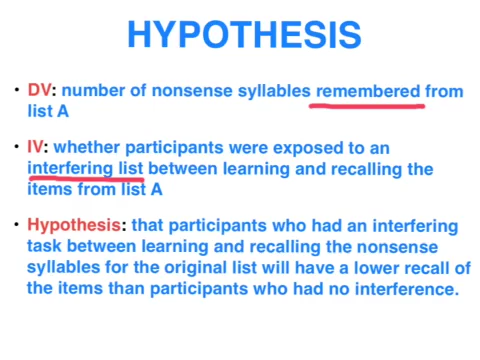 HYPOTHESIS
• DV: number of nonsense syllables remembered from
list A
• IV: whether participants were exposed to an
interfering list between learning and recalling the
items from list A
• Hypothesis: that participants who had an interfering
task between learning and recalling the nonsense
syllables for the original list will have a lower recall of
the items than participants who had no interference.